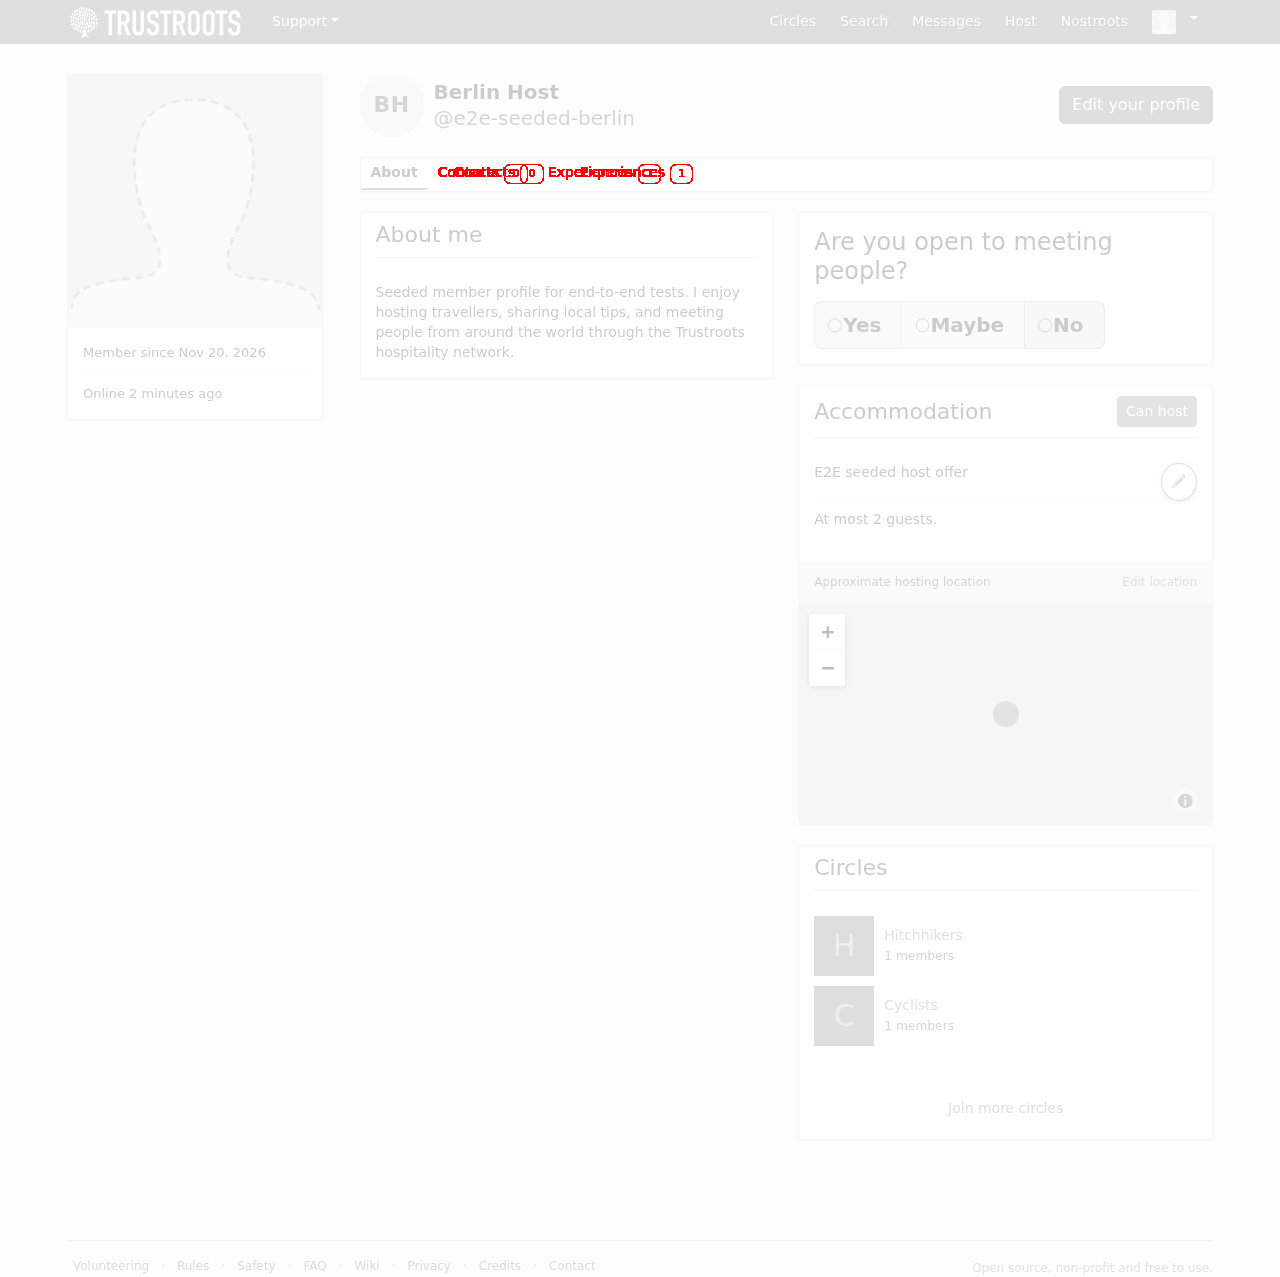 TRUSTROOTS Support Circles Search Messages Host Nostroots
BH Berlin Host
@e2e-seeded-berlin
Edit your profile
About
About me
Seeded member profile for end-to-end tests. I enjoy
hosting travellers, sharing local tips, and meeting
people from around the world through the Trustroots
hospitality network.
Member since Nov 20, 2026
Online 2 minutes ago
Are you open to meeting
people?
Yes Maybe No
Accommodation Can host
E2E seeded host offer
At most 2 guests.
Approximate hosting location Edit location
+
−
Circles
H Hitchhikers
1 members
C Cyclists
1 members
Join more circles
Volunteering · Rules · Safety · FAQ · Wiki · Privacy · Credits · Contact
Open source, non-profit and free to use.